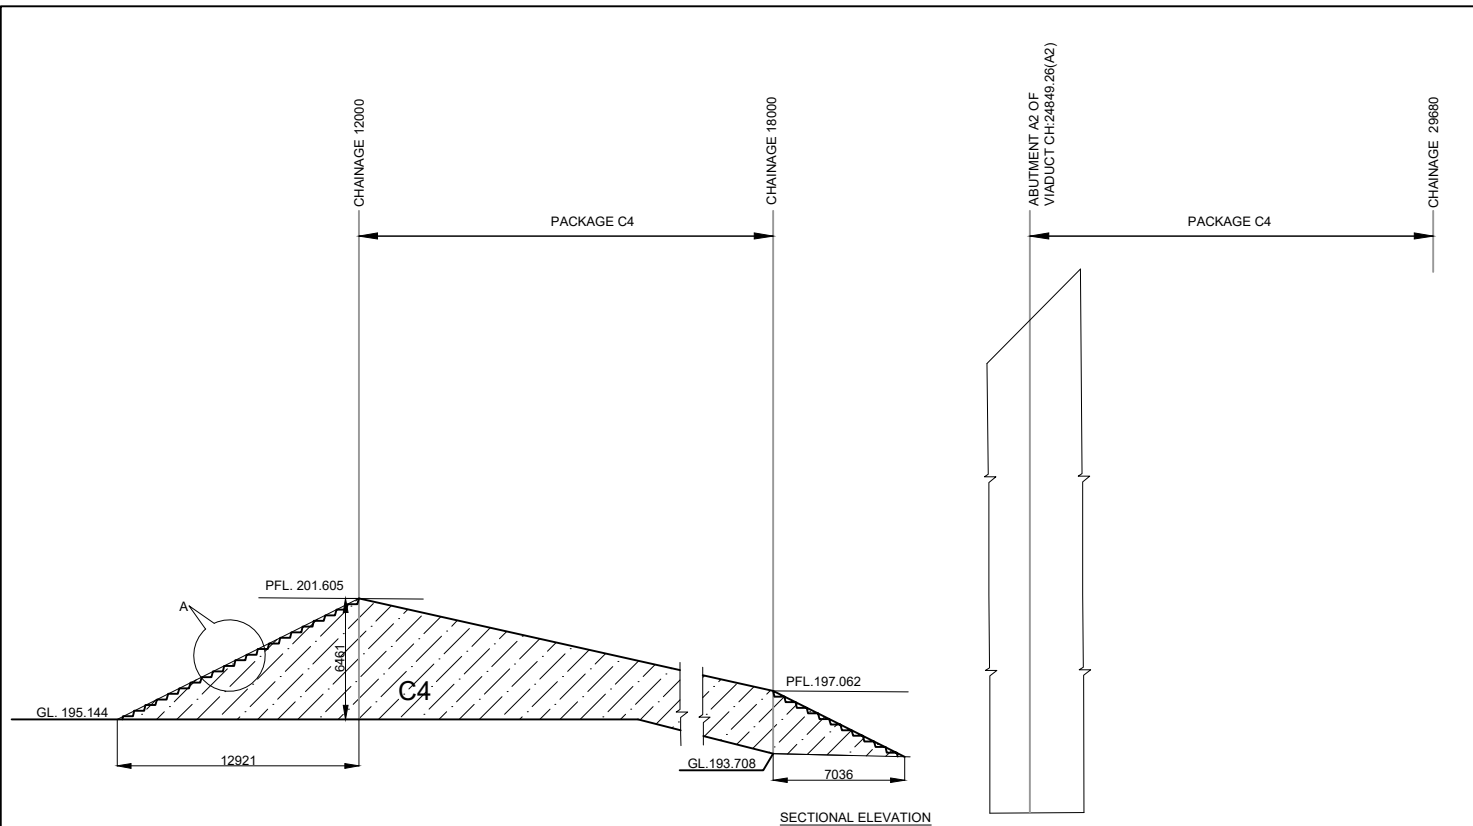 CHAINAGE 12000
CHAINAGE 18000
ABUTMENT A2 OF
VIADUCT CH:24849.26(A2)
CHAINAGE 29680
PACKAGE C4
PACKAGE C4
PFL. 201.605
A
6461
C4
PFL.197.062
GL. 195.144
12921
GL.193.708
7036
SECTIONAL ELEVATION